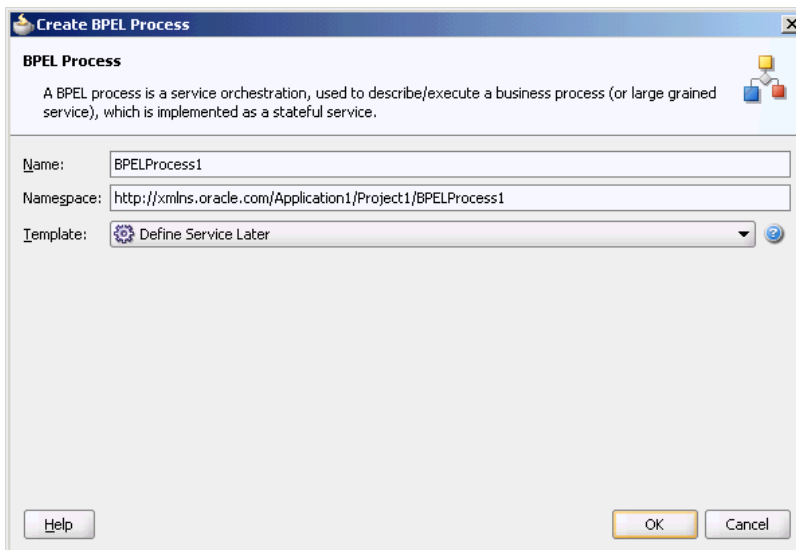 Create BPEL Process
BPEL Process
A BPEL process is a service orchestration, used to describe/execute a business process (or large grained
service), which is implemented as a stateful service.
Name: BPELProcess1
Namespace: http://xmlns.oracle.com/Application1/Project1/BPELProcess1
Template: Define Service Later
Help OK Cancel